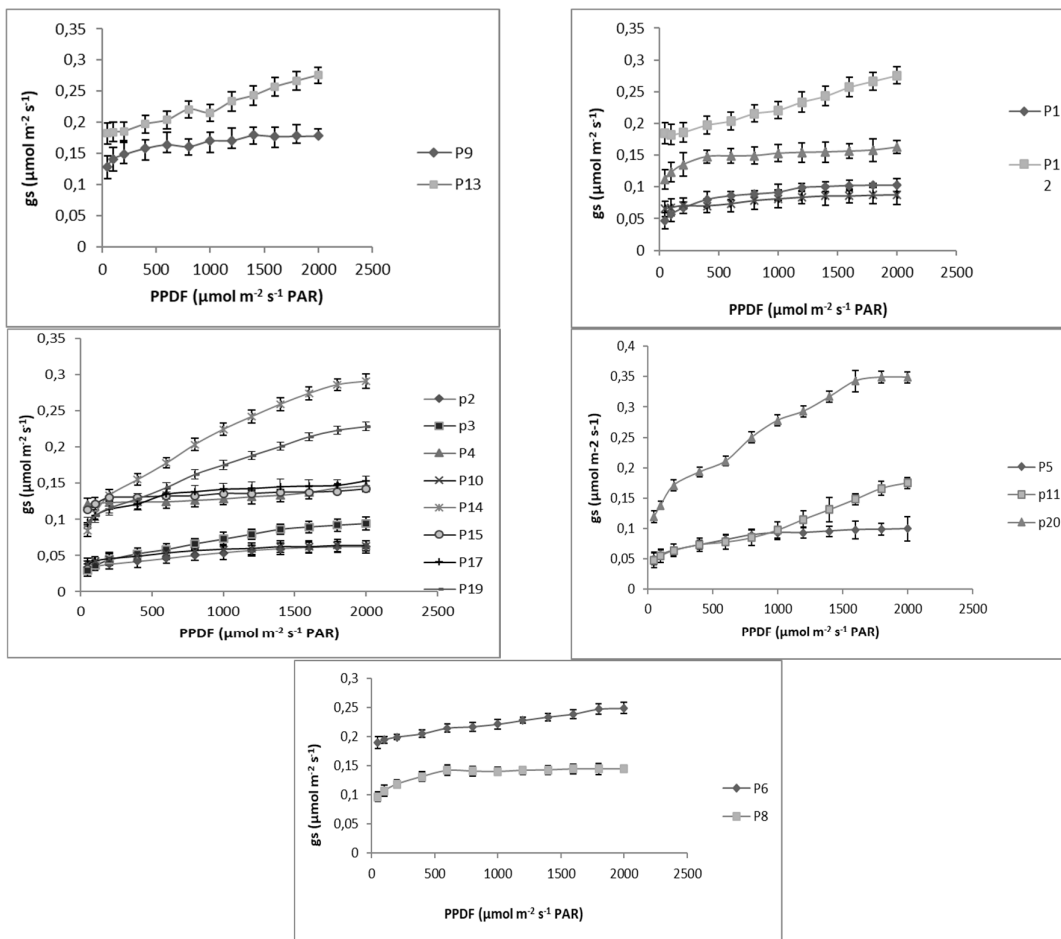 0,35
0,3
0,25
0,2
0,15
0,1
0,05
0
0 500 1000 1500 2000 2500
gs (µmol m-2 s-1)
PPDF (µmol m-2 s-1 PAR)
P9
P13
0,35
0,3
0,25
0,2
0,15
0,1
0,05
0
0 500 1000 1500 2000 2500
gs (µmol m-2 s-1)
PPDF (µmol m-2 s-1 PAR)
P1
P1
2
0,35
0,3
0,25
0,2
0,15
0,1
0,05
0
0 500 1000 1500 2000 2500
gs (µmol m-2 s-1)
PPDF (µmol m-2 s-1 PAR)
p2
p3
P4
P10
P14
P15
P17
P19
0,4
0,35
0,3
0,25
0,2
0,15
0,1
0,05
0
0 500 1000 1500 2000 2500
gs (µmol m-2 s-1)
PPDF (µmol m-2 s-1 PAR)
P5
p11
p20
0,3
0,25
0,2
0,15
0,1
0,05
0
0 500 1000 1500 2000 2500
gs (µmol m-2 s-1)
PPDF (µmol m-2 s-1 PAR)
P6
P8